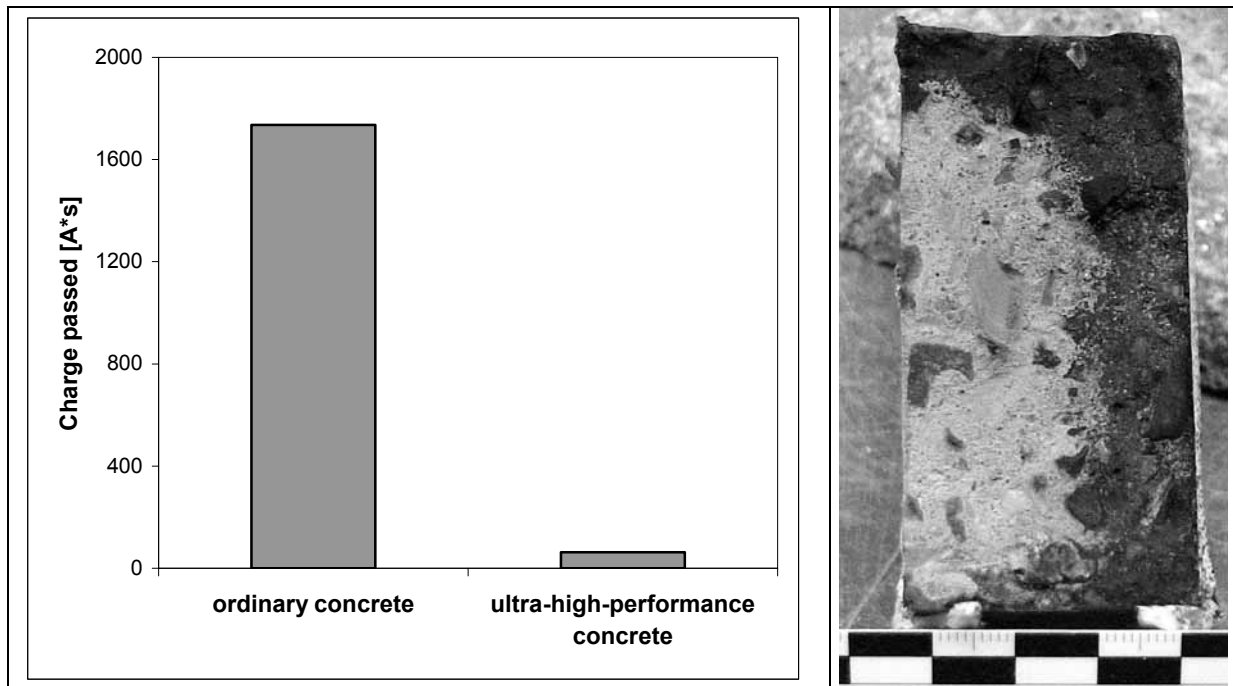 2000
1600
1200
800
400
0
Charge passed [A*s]
ordinary concrete
ultra-high-performance
concrete